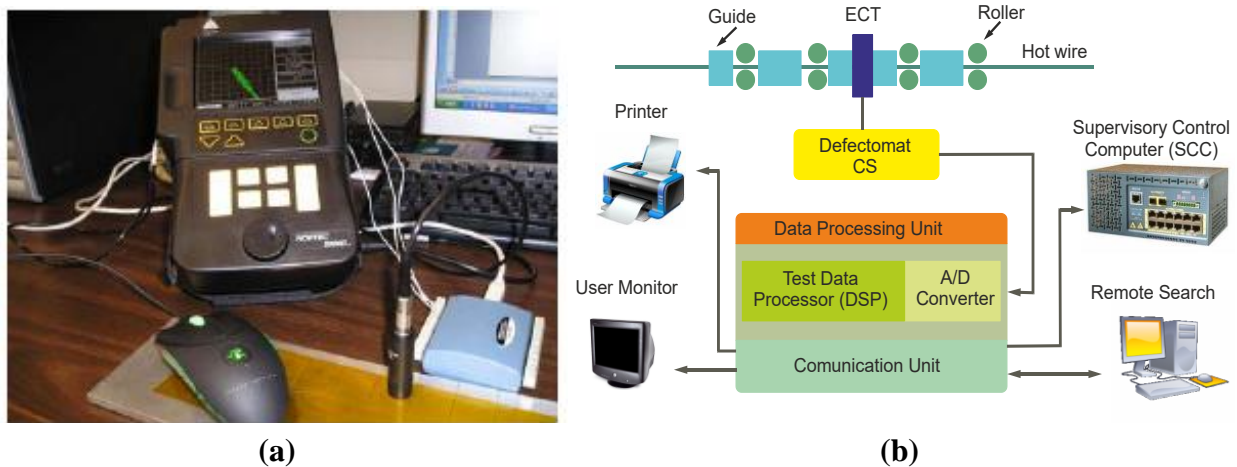 Guide
ECT
Roller
Hot wire
Printer
Defectomat
CS
Supervisory Control
Computer (SCC)
Data Processing Unit
Test Data
Processor (DSP)
A/D
Converter
User Monitor
Remote Search
Comunication Unit
(a)
(b)